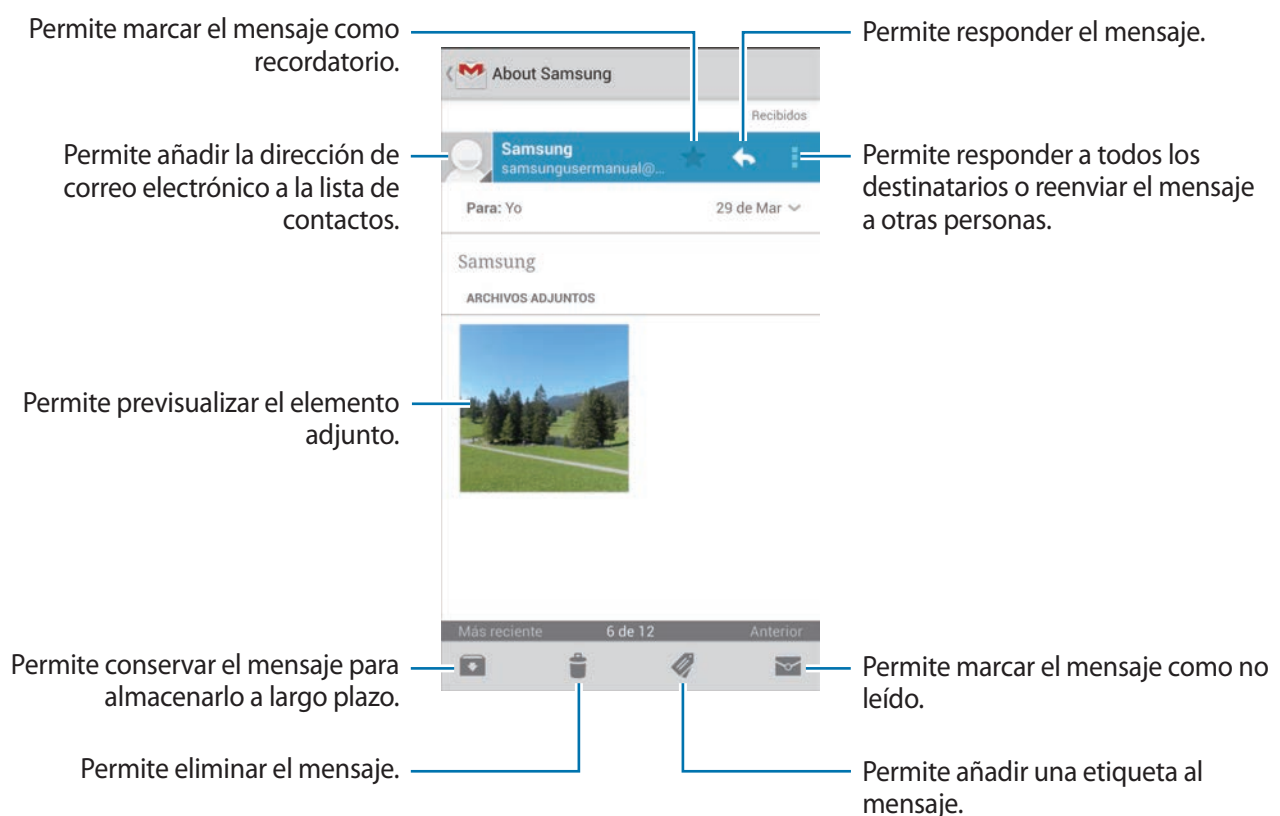 Permite marcar el mensaje como
recordatorio.
Permite responder el mensaje.
About Samsung
Recibidos
Samsung
samsungusermanual@...
Permite añadir la dirección de
correo electrónico a la lista de
contactos.
Permite responder a todos los
destinatarios o reenviar el mensaje
a otras personas.
Para: Yo
29 de Mar
Samsung
ARCHIVOS ADJUNTOS
Permite previsualizar el elemento
adjunto.
Más reciente
6 de 12
Anterior
Permite conservar el mensaje para
almacenarlo a largo plazo.
Permite marcar el mensaje como no
leído.
Permite eliminar el mensaje.
Permite añadir una etiqueta al
mensaje.